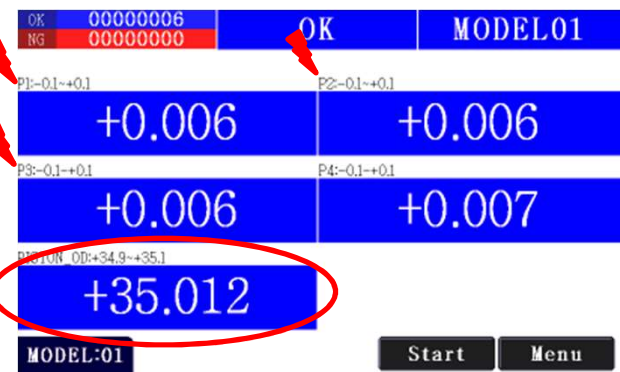 OK 00000006 OK MODEL01
NG 00000000
P1:-0.1~+0.1 P2:-0.1~+0.1
+0.006 +0.006
P3:-0.1~+0.1 P4:-0.1~+0.1
+0.006 +0.007
PISTON_OD:+34.9~+35.1
+35.012
MODEL:01 Start Menu